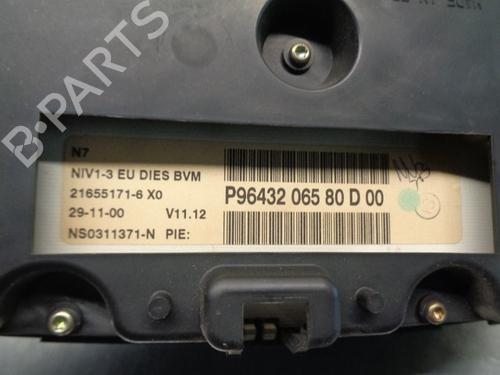 N7
NIV1-3 EU DIES BVM
21655171-6 X0
29-11-00 V11.12
NS0311371-N PIE:
P96432 065 80 D 00
B-PARTS